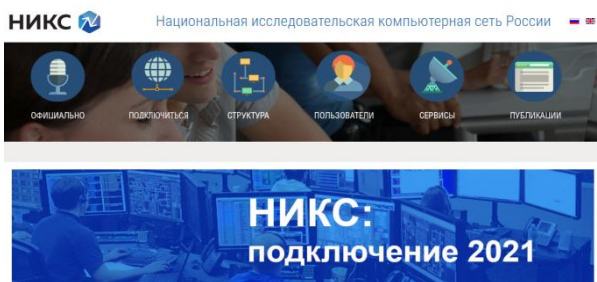 НИКС
Национальная исследовательская компьютерная сеть России
ОФИЦИАЛЬНО ПОДКЛЮЧИТЬСЯ СТРУКТУРА ПОЛЬЗОВАТЕЛИ СЕРВИСЫ ПУБЛИКАЦИИ
НИКС:
подключение 2021